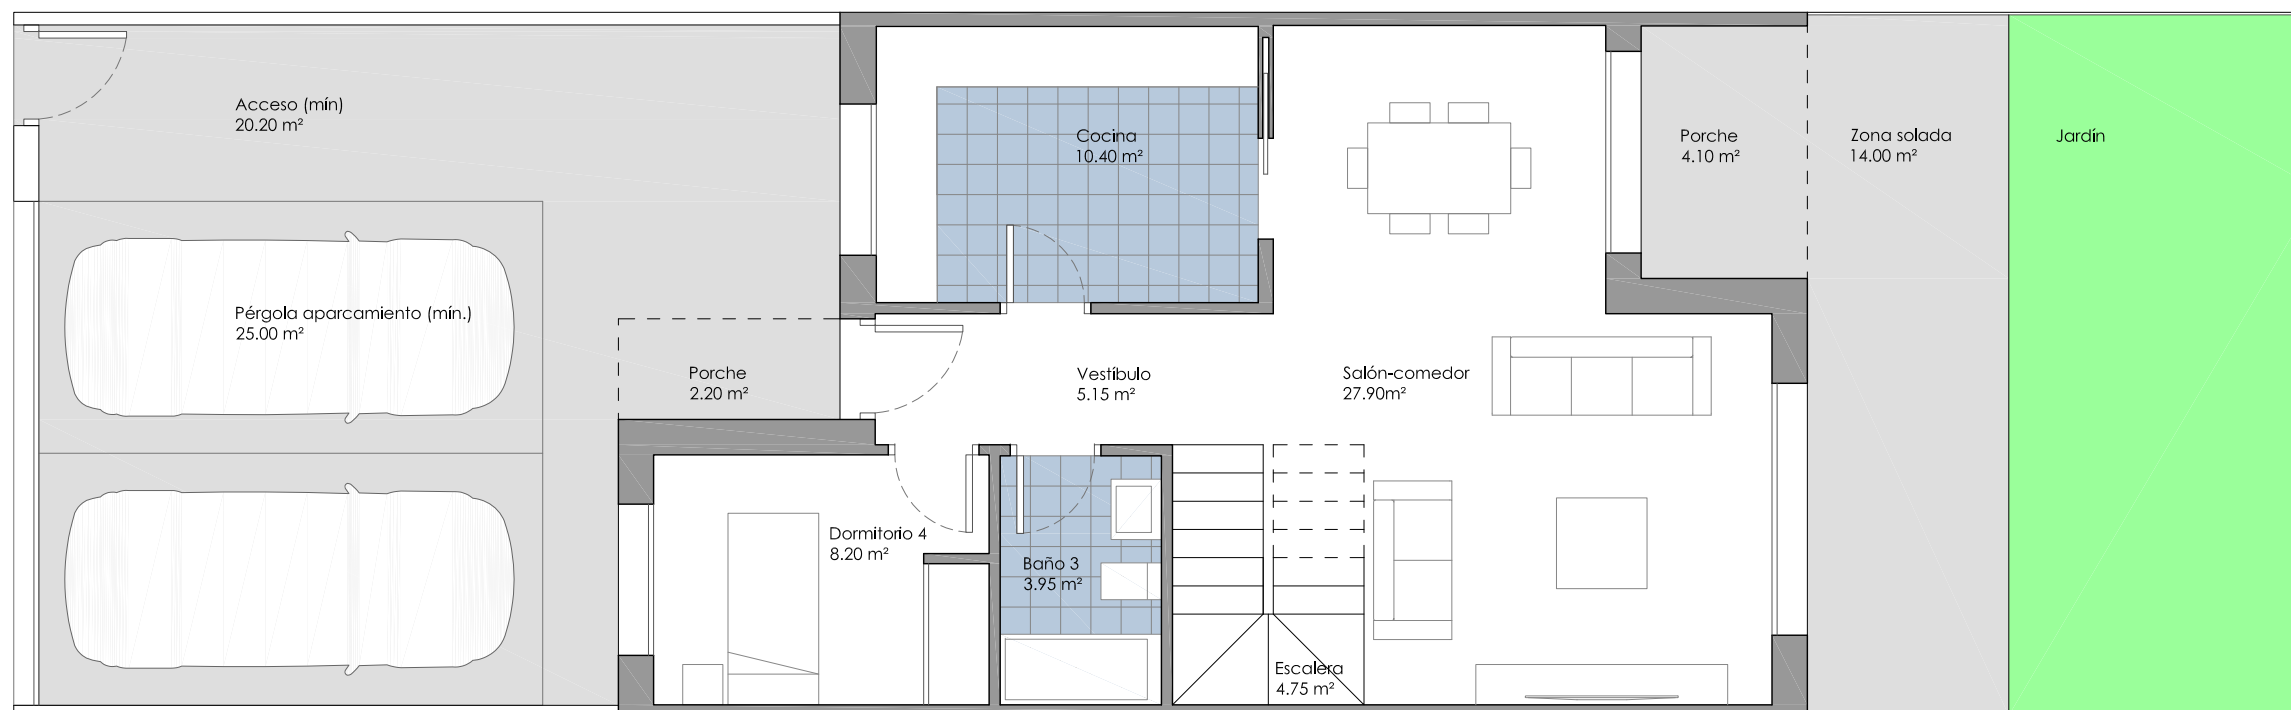 Acceso (mín)
20.20 m²
Cocina
10.40 m²
Porche
4.10 m²
Zona solada
14.00 m²
Jardín
Pérgola aparcamiento (mín.)
25.00 m²
Porche
2.20 m²
Vestíbulo
5.15 m²
Salón-comedor
27.90m²
Dormitorio 4
8.20 m²
Baño 3
3.95 m²
Escalera
4.75 m²